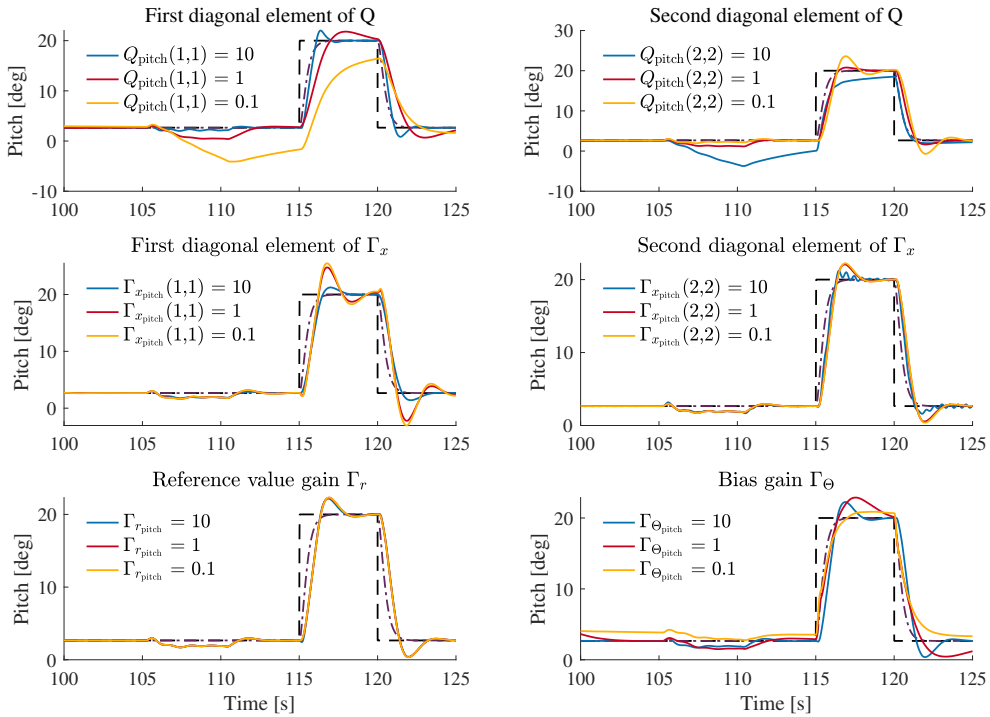 First diagonal element of Q
Pitch [deg]
20
10
0
-10
Q_pitch(1,1) = 10
Q_pitch(1,1) = 1
Q_pitch(1,1) = 0.1
100 105 110 115 120 125
Second diagonal element of Q
Pitch [deg]
30
20
10
0
-10
Q_pitch(2,2) = 10
Q_pitch(2,2) = 1
Q_pitch(2,2) = 0.1
100 105 110 115 120 125
First diagonal element of Γ_x
Pitch [deg]
20
10
0
Γ_x_pitch(1,1) = 10
Γ_x_pitch(1,1) = 1
Γ_x_pitch(1,1) = 0.1
100 105 110 115 120 125
Second diagonal element of Γ_x
Pitch [deg]
20
10
0
Γ_x_pitch(2,2) = 10
Γ_x_pitch(2,2) = 1
Γ_x_pitch(2,2) = 0.1
100 105 110 115 120 125
Reference value gain Γ_r
Pitch [deg]
20
10
0
Γ_r_pitch = 10
Γ_r_pitch = 1
Γ_r_pitch = 0.1
100 105 110 115 120 125
Time [s]
Bias gain Γ_Θ
Pitch [deg]
20
10
0
Γ_Θ_pitch = 10
Γ_Θ_pitch = 1
Γ_Θ_pitch = 0.1
100 105 110 115 120 125
Time [s]